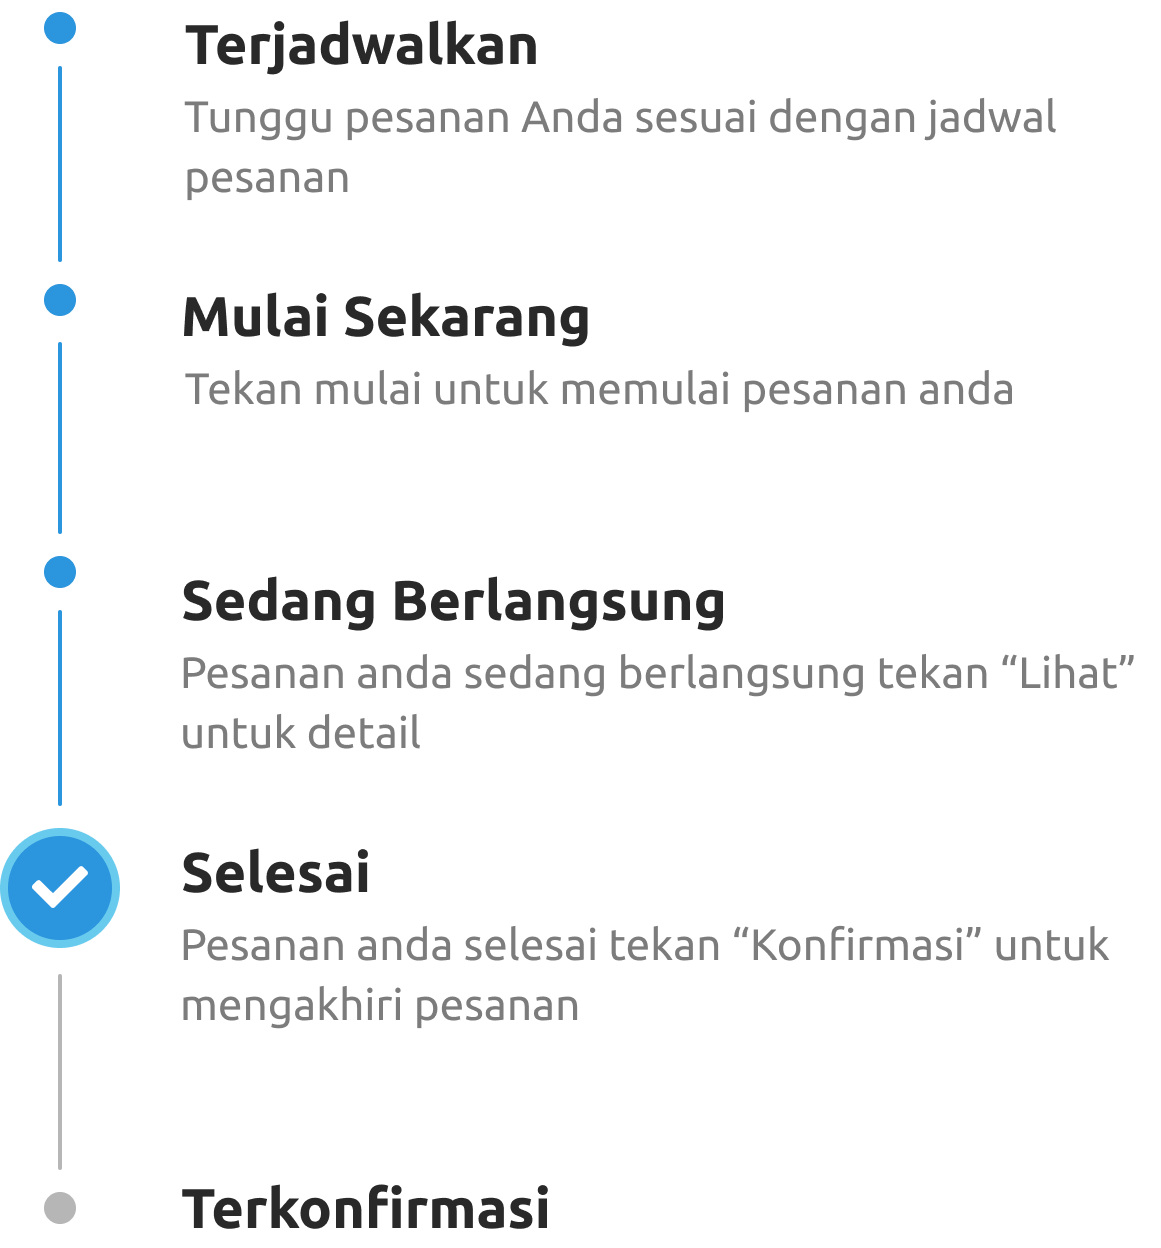 Terjadwalkan
Tunggu pesanan Anda sesuai dengan jadwal
pesanan
Mulai Sekarang
Tekan mulai untuk memulai pesanan anda
Sedang Berlangsung
Pesanan anda sedang berlangsung tekan “Lihat”
untuk detail
Selesai
Pesanan anda selesai tekan “Konfirmasi” untuk
mengakhiri pesanan
Terkonfirmasi